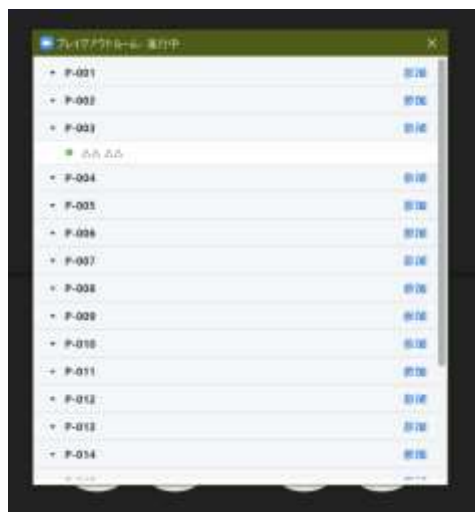 ブレイクアウトルーム - 進行中
P-001 参加
P-002 参加
P-003 参加
△△ △△
P-004 参加
P-005 参加
P-006 参加
P-007 参加
P-008 参加
P-009 参加
P-010 参加
P-011 参加
P-012 参加
P-013 参加
P-014 参加